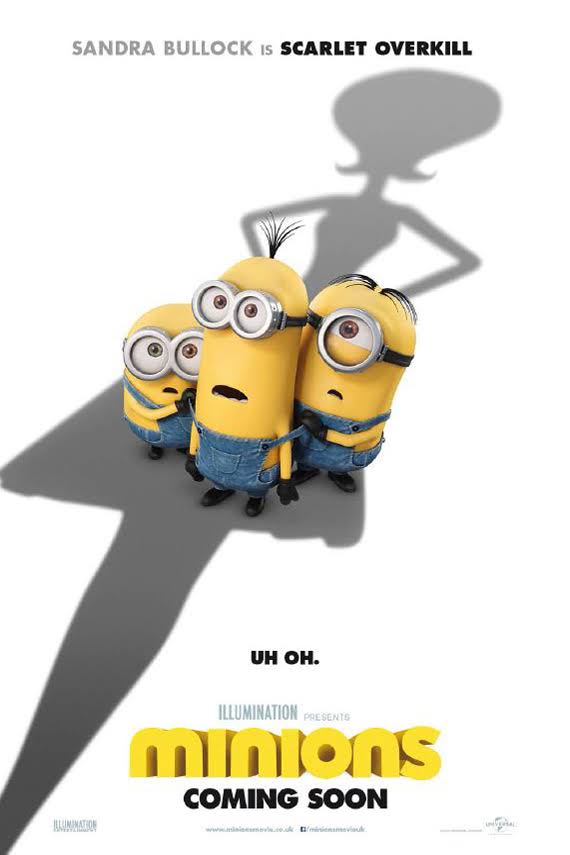 SANDRA BULLOCK IS SCARLET OVERKILL
UH OH.
ILLUMINATION PRESENTS
minions
COMING SOON
ILLUMINATION
ENTERTAINMENT
www.minionsmovie.co.uk /minionsmovieuk
UNIVERSAL